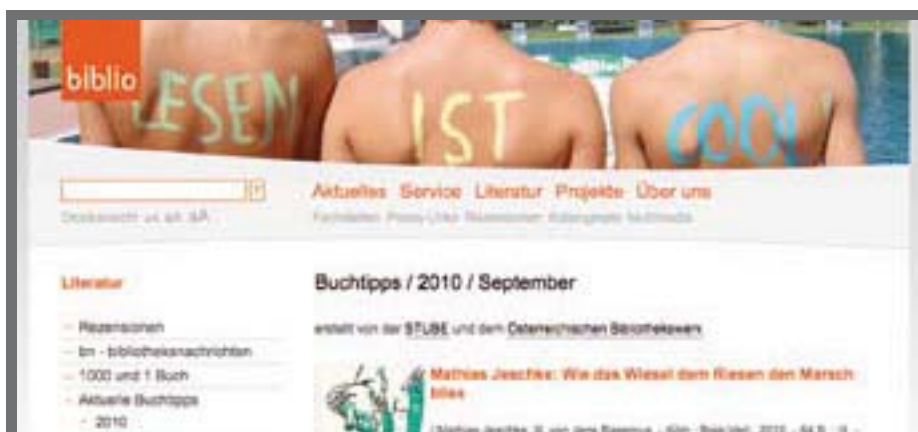 biblio
LESEN IST COOL
Aktuelles Service Literatur Projekte Über uns
Rezensionen
Literatur
Buchtipps / 2010 / September
- Rezensionen
erstellt von der STUBE und dem Österreichischen Bibliothekswerk
- bn - bibliotheksnachrichten
- 1000 und 1 Buch
Mathias Jeschke: Wie das Wiesel dem Riesen den Marsch
blies
- Aktuelle Buchtipps
- 2010